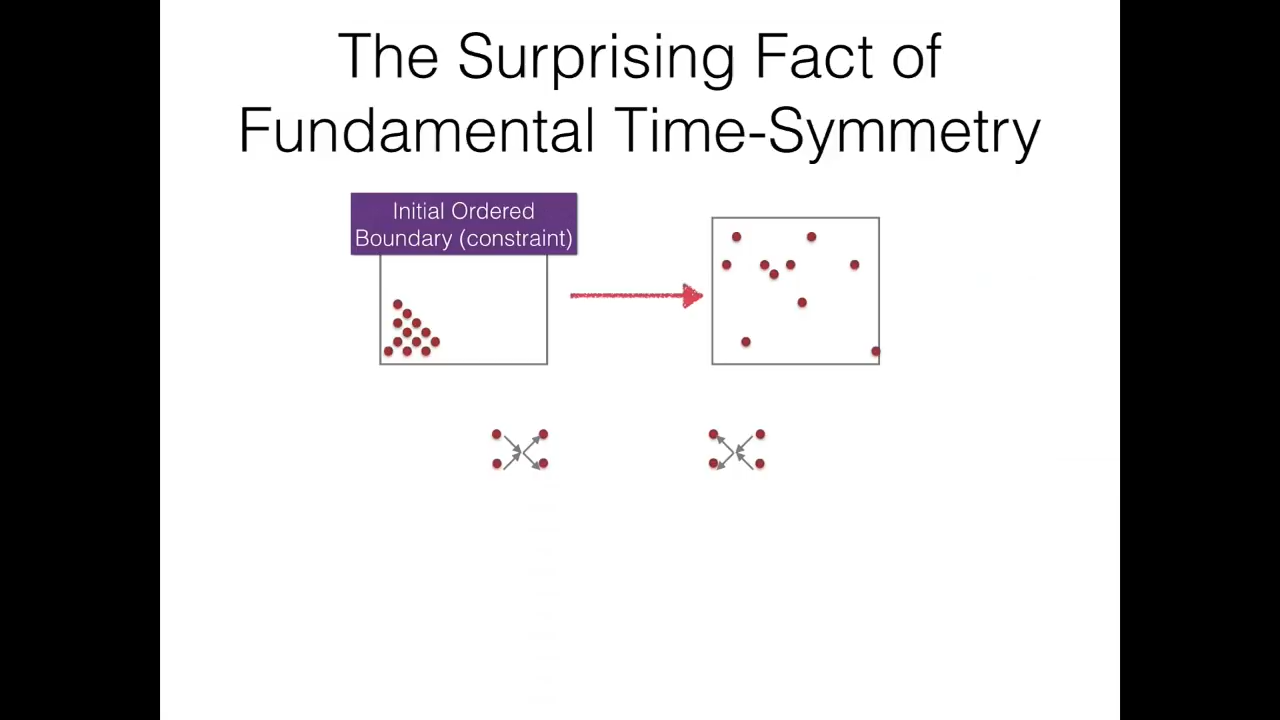 The Surprising Fact of
Fundamental Time-Symmetry
Initial Ordered
Boundary (constraint)